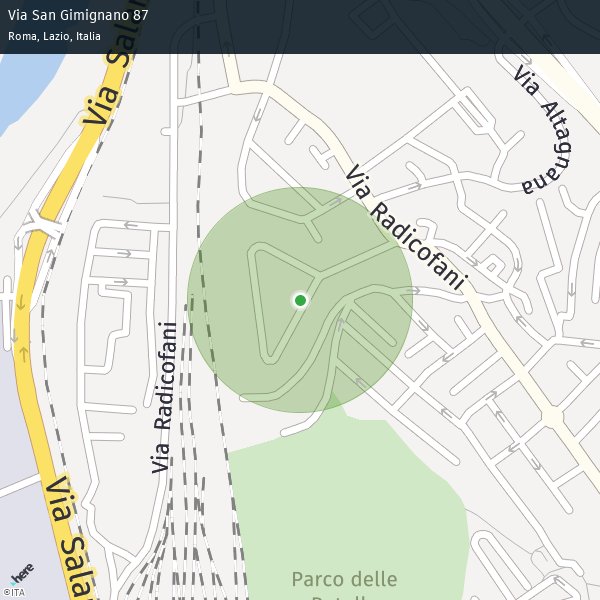 Via San Gimignano 87
Roma, Lazio, Italia
Via Sala
Via Altagnana
Via Radicofani
Via Radicofani
Via Sala
Parco delle
here
©ITA